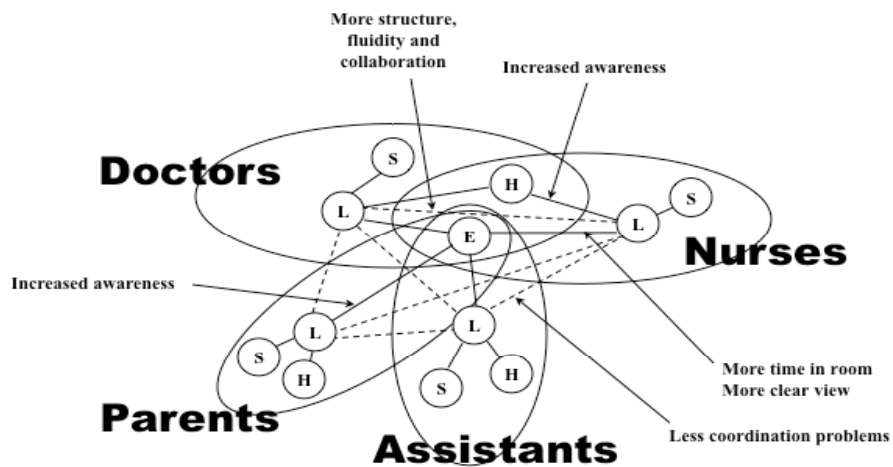 More structure,
fluidity and
collaboration
Increased awareness
Doctors
S
H
S
L
L
E
Nurses
Increased awareness
L
L
S
H
H
S
More time in room
More clear view
Parents
Assistants
Less coordination problems